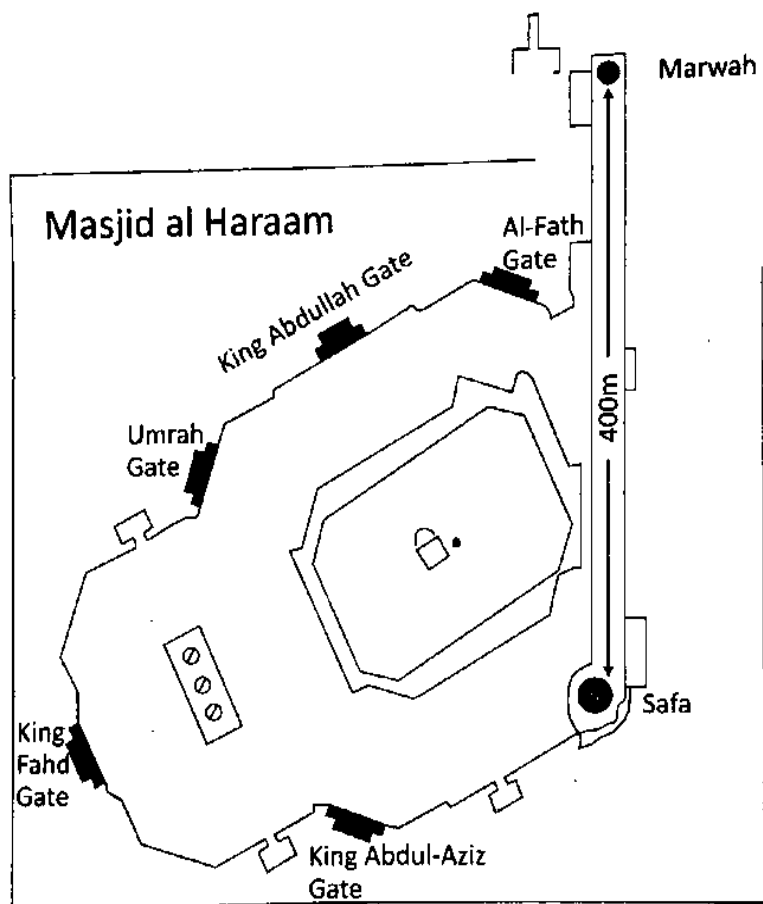 Marwah
Masjid al Haraam
Al-Fath
Gate
King Abdullah Gate
Umrah
Gate
400m
Safa
King
Fahd
Gate
King Abdul-Aziz
Gate